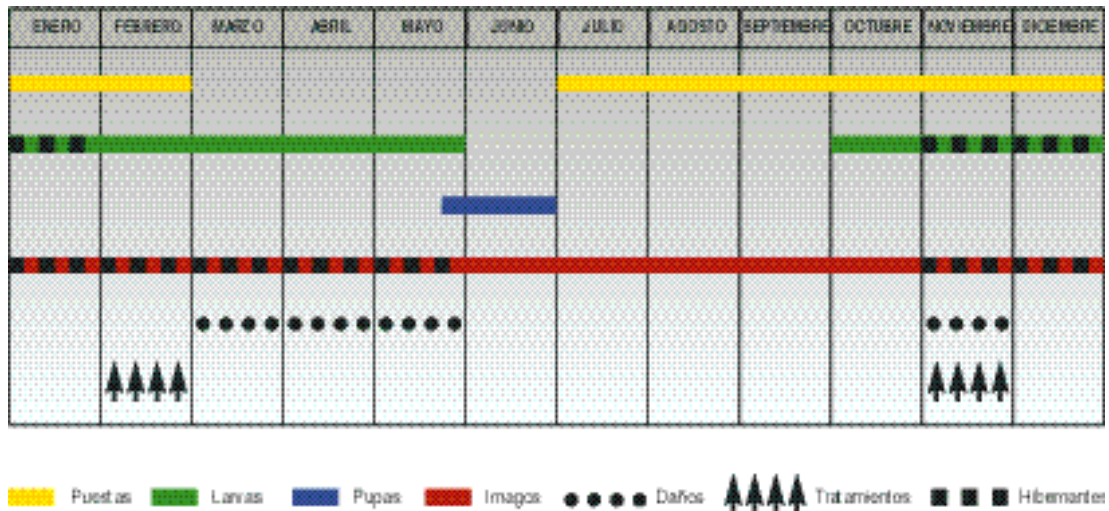 ENERO FEBRERO MARZO ABRIL MAYO JUNIO JULIO AGOSTO SEPTIEMBRE OCTUBRE NOVIEMBRE DICIEMBRE
Puestas Larvas Pupas Imagos Daños Tratamientos Hibernantes